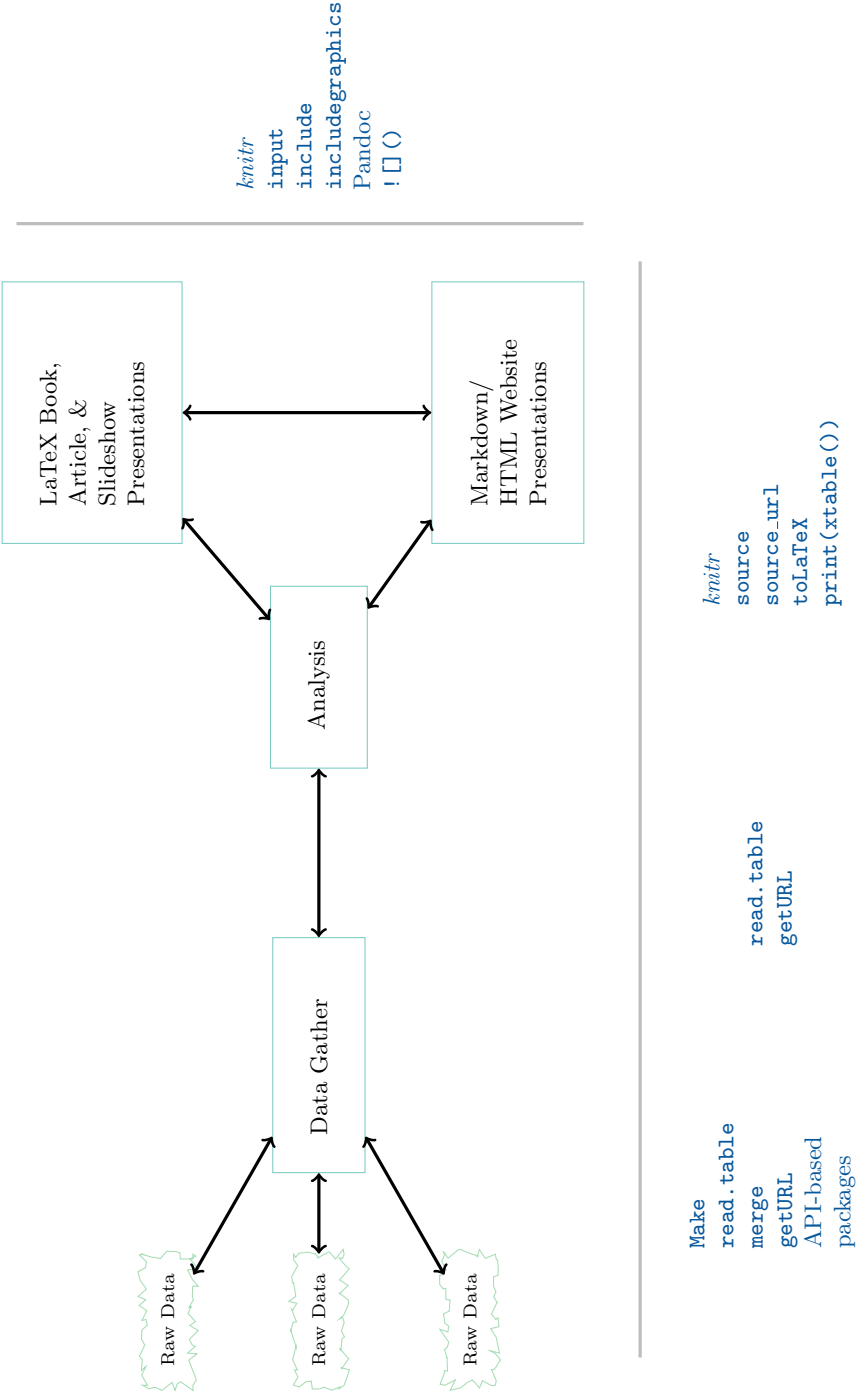 Raw Data
Raw Data
Raw Data
Data Gather
Analysis
LaTeX Book,
Article, &
Slideshow
Presentations
Markdown/
HTML Website
Presentations
knitr
input
include
includegraphics
Pandoc
![]()
Make
read.table
merge
getURL
API-based
packages
read.table
getURL
knitr
source
source_url
toLaTeX
print(xtable())